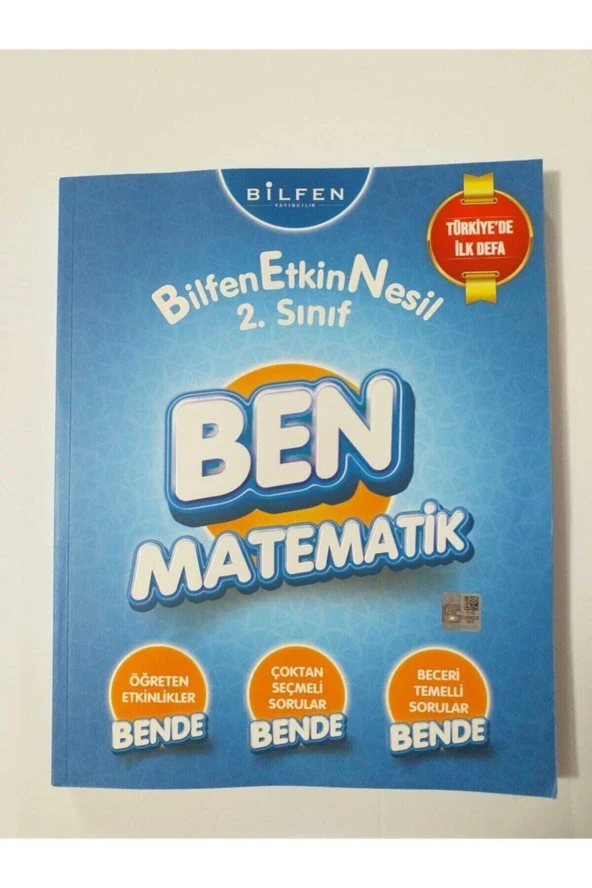 BİLFEN
YAYINCILIK
TÜRKİYE'DE
İLK DEFA
BilfenEtkinNesil
2. Sınıf
BEN
MATEMATİK
ÖĞRETEN
ETKİNLİKLER
BENDE
ÇOKTAN
SEÇMELİ
SORULAR
BENDE
BECERİ
TEMELLİ
SORULAR
BENDE